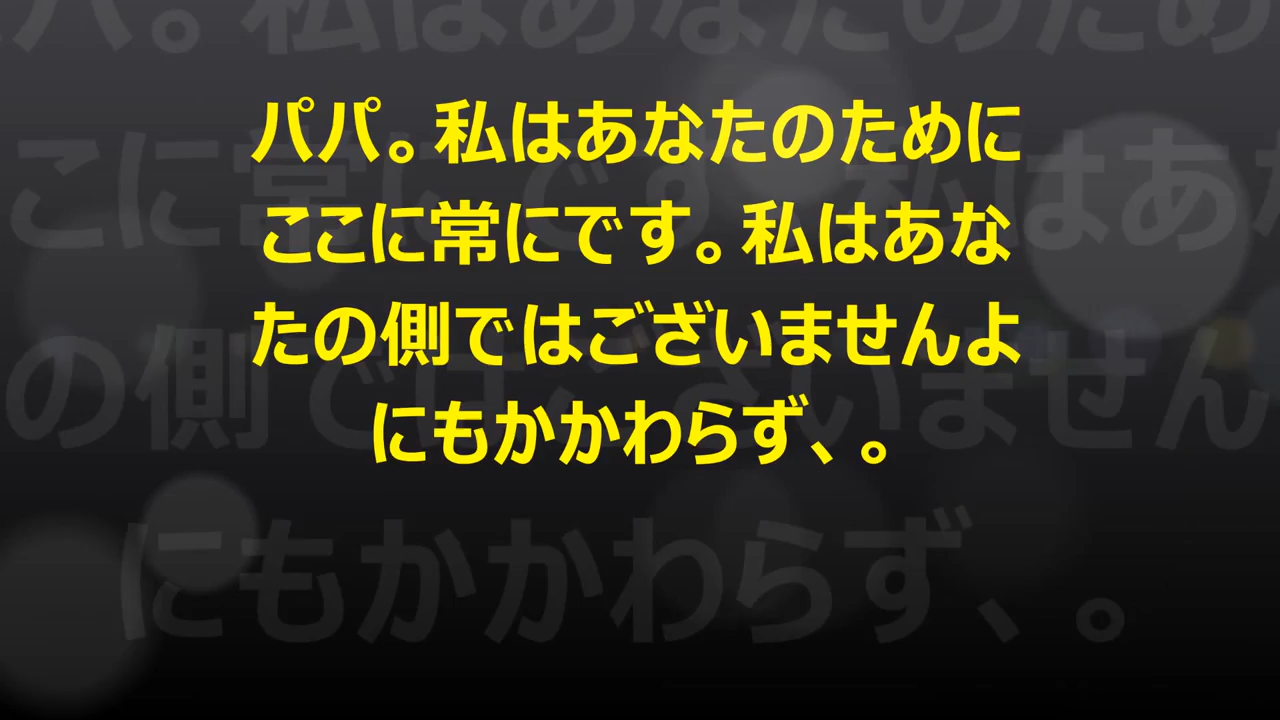 パパ。私はあなたのために
ここに常にです。私はあな
たの側ではございませんよ
にもかかわらず、。